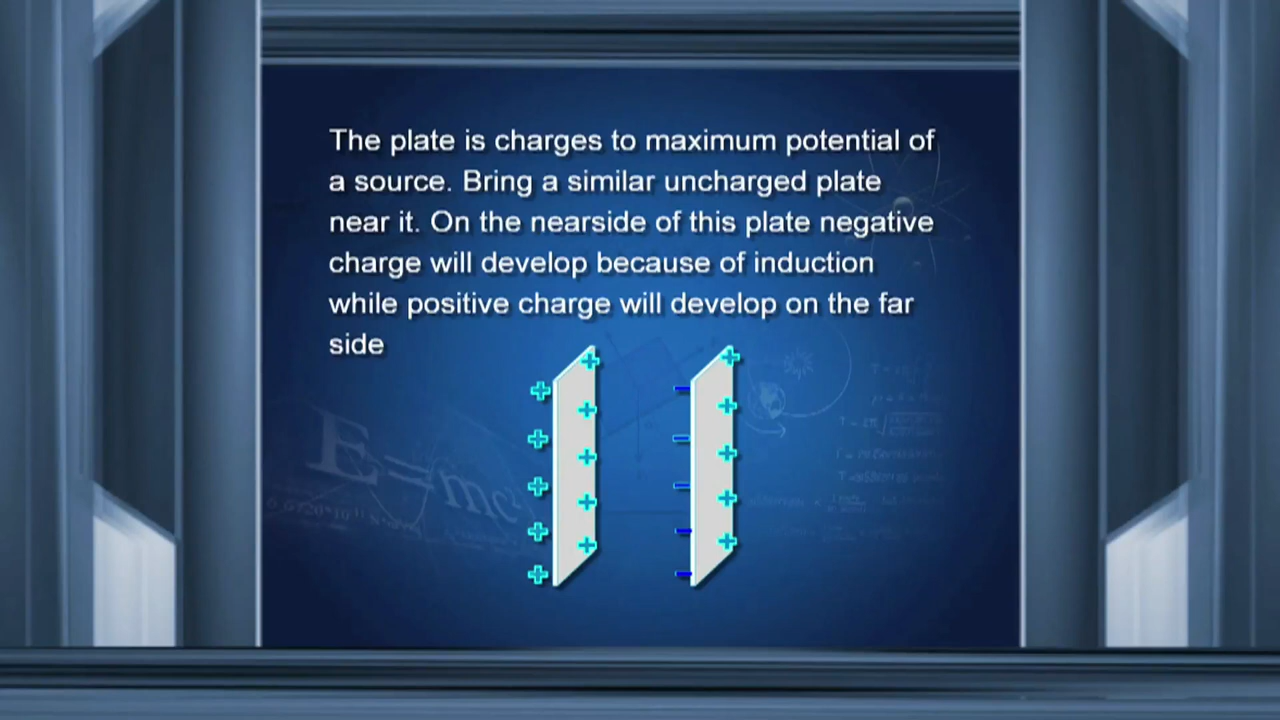 The plate is charges to maximum potential of
a source. Bring a similar uncharged plate
near it. On the nearside of this plate negative
charge will develop because of induction
while positive charge will develop on the far
side
E=mc²